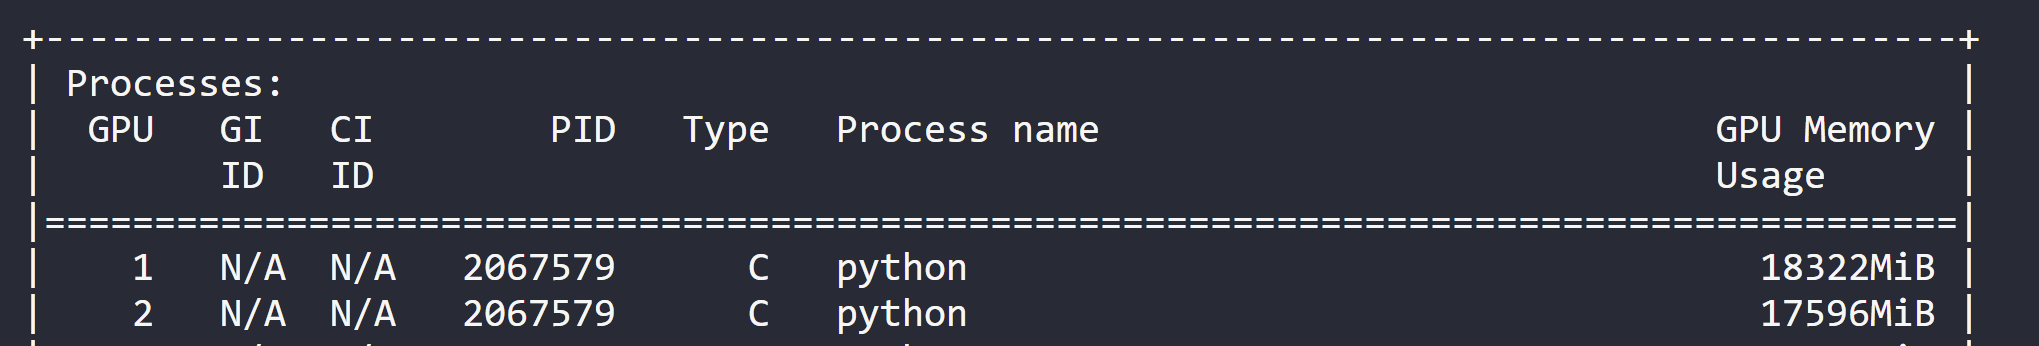 +---------------------------------------------------------------------------------------+
| Processes:                                                                            |
|  GPU   GI   CI        PID   Type   Process name                            GPU Memory |
|        ID   ID                                                             Usage      |
|=======================================================================================|
|    1   N/A  N/A   2067579      C   python                                    18322MiB |
|    2   N/A  N/A   2067579      C   python                                    17596MiB |